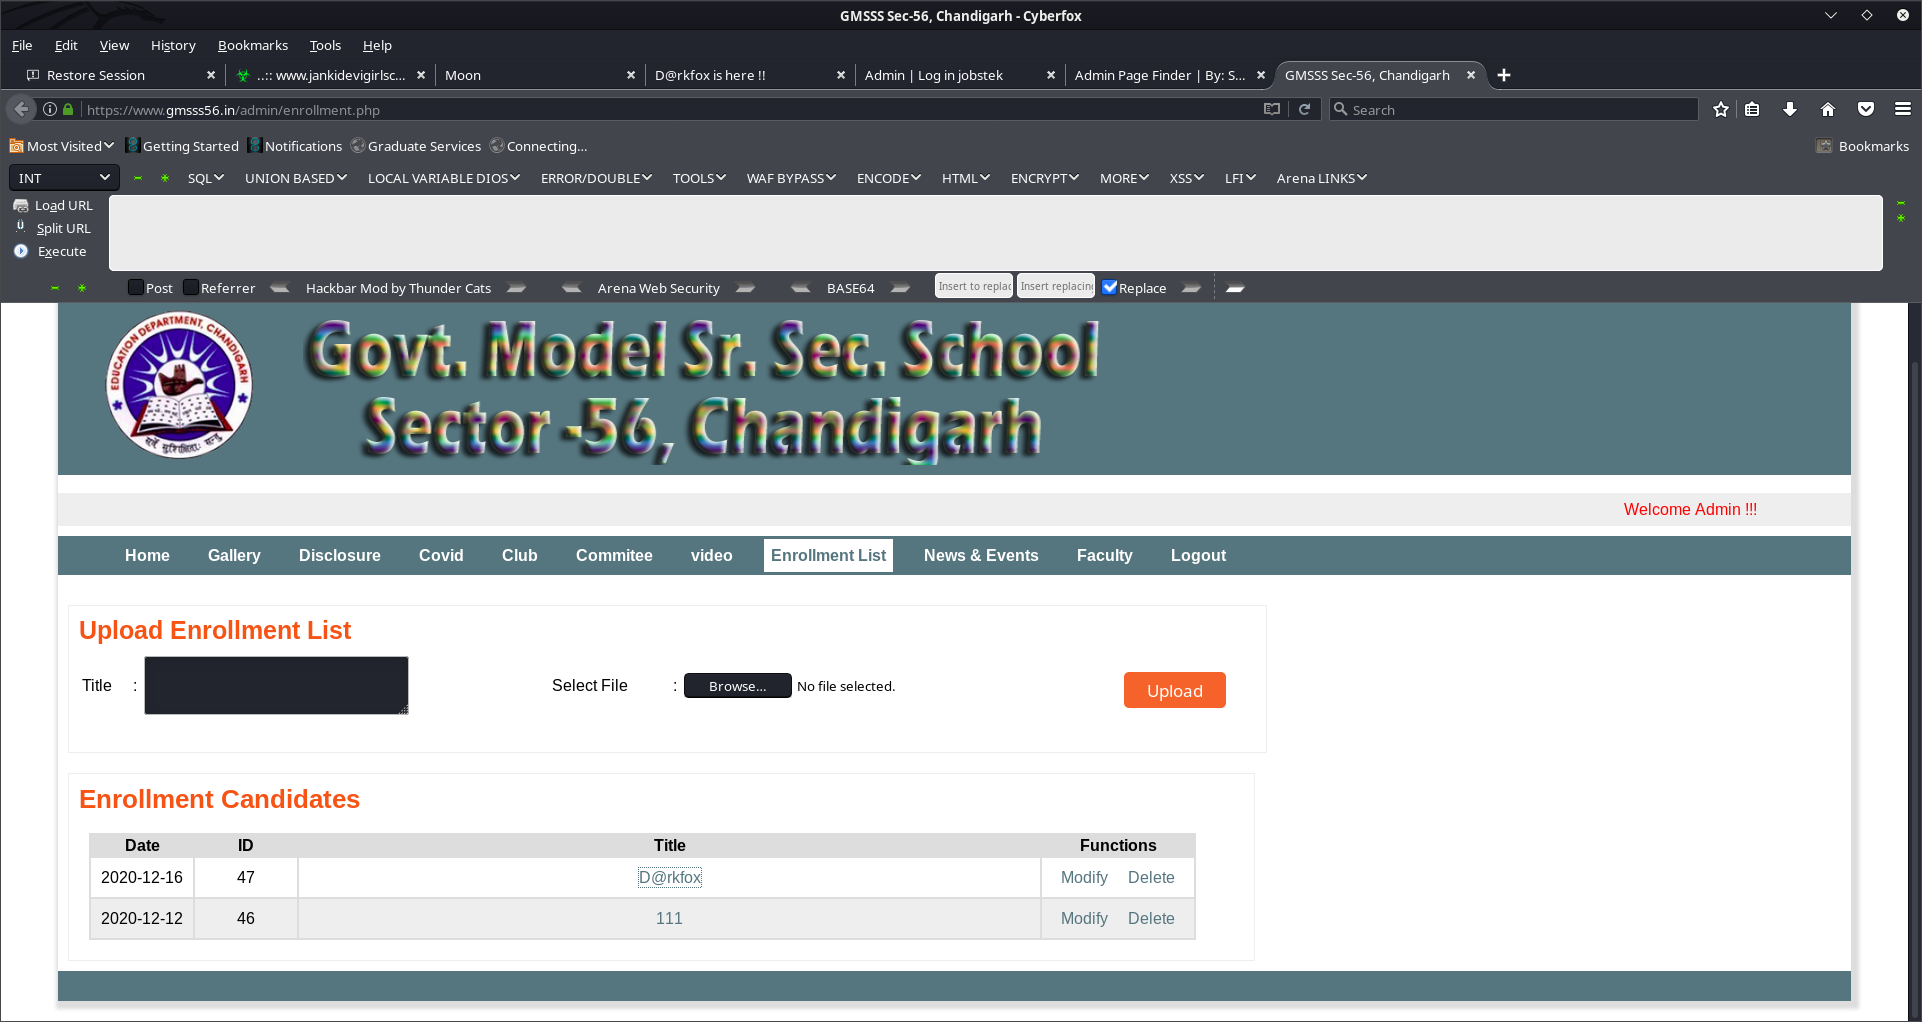 GMSSS Sec-56, Chandigarh - Cyberfox
File Edit View History Bookmarks Tools Help
Restore Session ..:: www.jankidevigirlsc... Moon D@rkfox is here !! Admin | Log in jobstek Admin Page Finder | By: S... GMSSS Sec-56, Chandigarh
https://www.gmsss56.in/admin/enrollment.php Search
Most Visited Getting Started Notifications Graduate Services Connecting... Bookmarks
INT SQL UNION BASED LOCAL VARIABLE DIOS ERROR/DOUBLE TOOLS WAF BYPASS ENCODE HTML ENCRYPT MORE XSS LFI Arena LINKS
Load URL
Split URL
Execute
Post Referrer Hackbar Mod by Thunder Cats Arena Web Security BASE64 Insert to replac Insert replacing Replace
EDUCATION DEPARTMENT, CHANDIGARH
Govt. Model Sr. Sec. School
Sector -56, Chandigarh
Welcome Admin !!!
Home Gallery Disclosure Covid Club Commitee video Enrollment List News & Events Faculty Logout
Upload Enrollment List
Title : Select File : Browse... No file selected. Upload
Enrollment Candidates
Date ID Title Functions
2020-12-16 47 D@rkfox Modify Delete
2020-12-12 46 111 Modify Delete